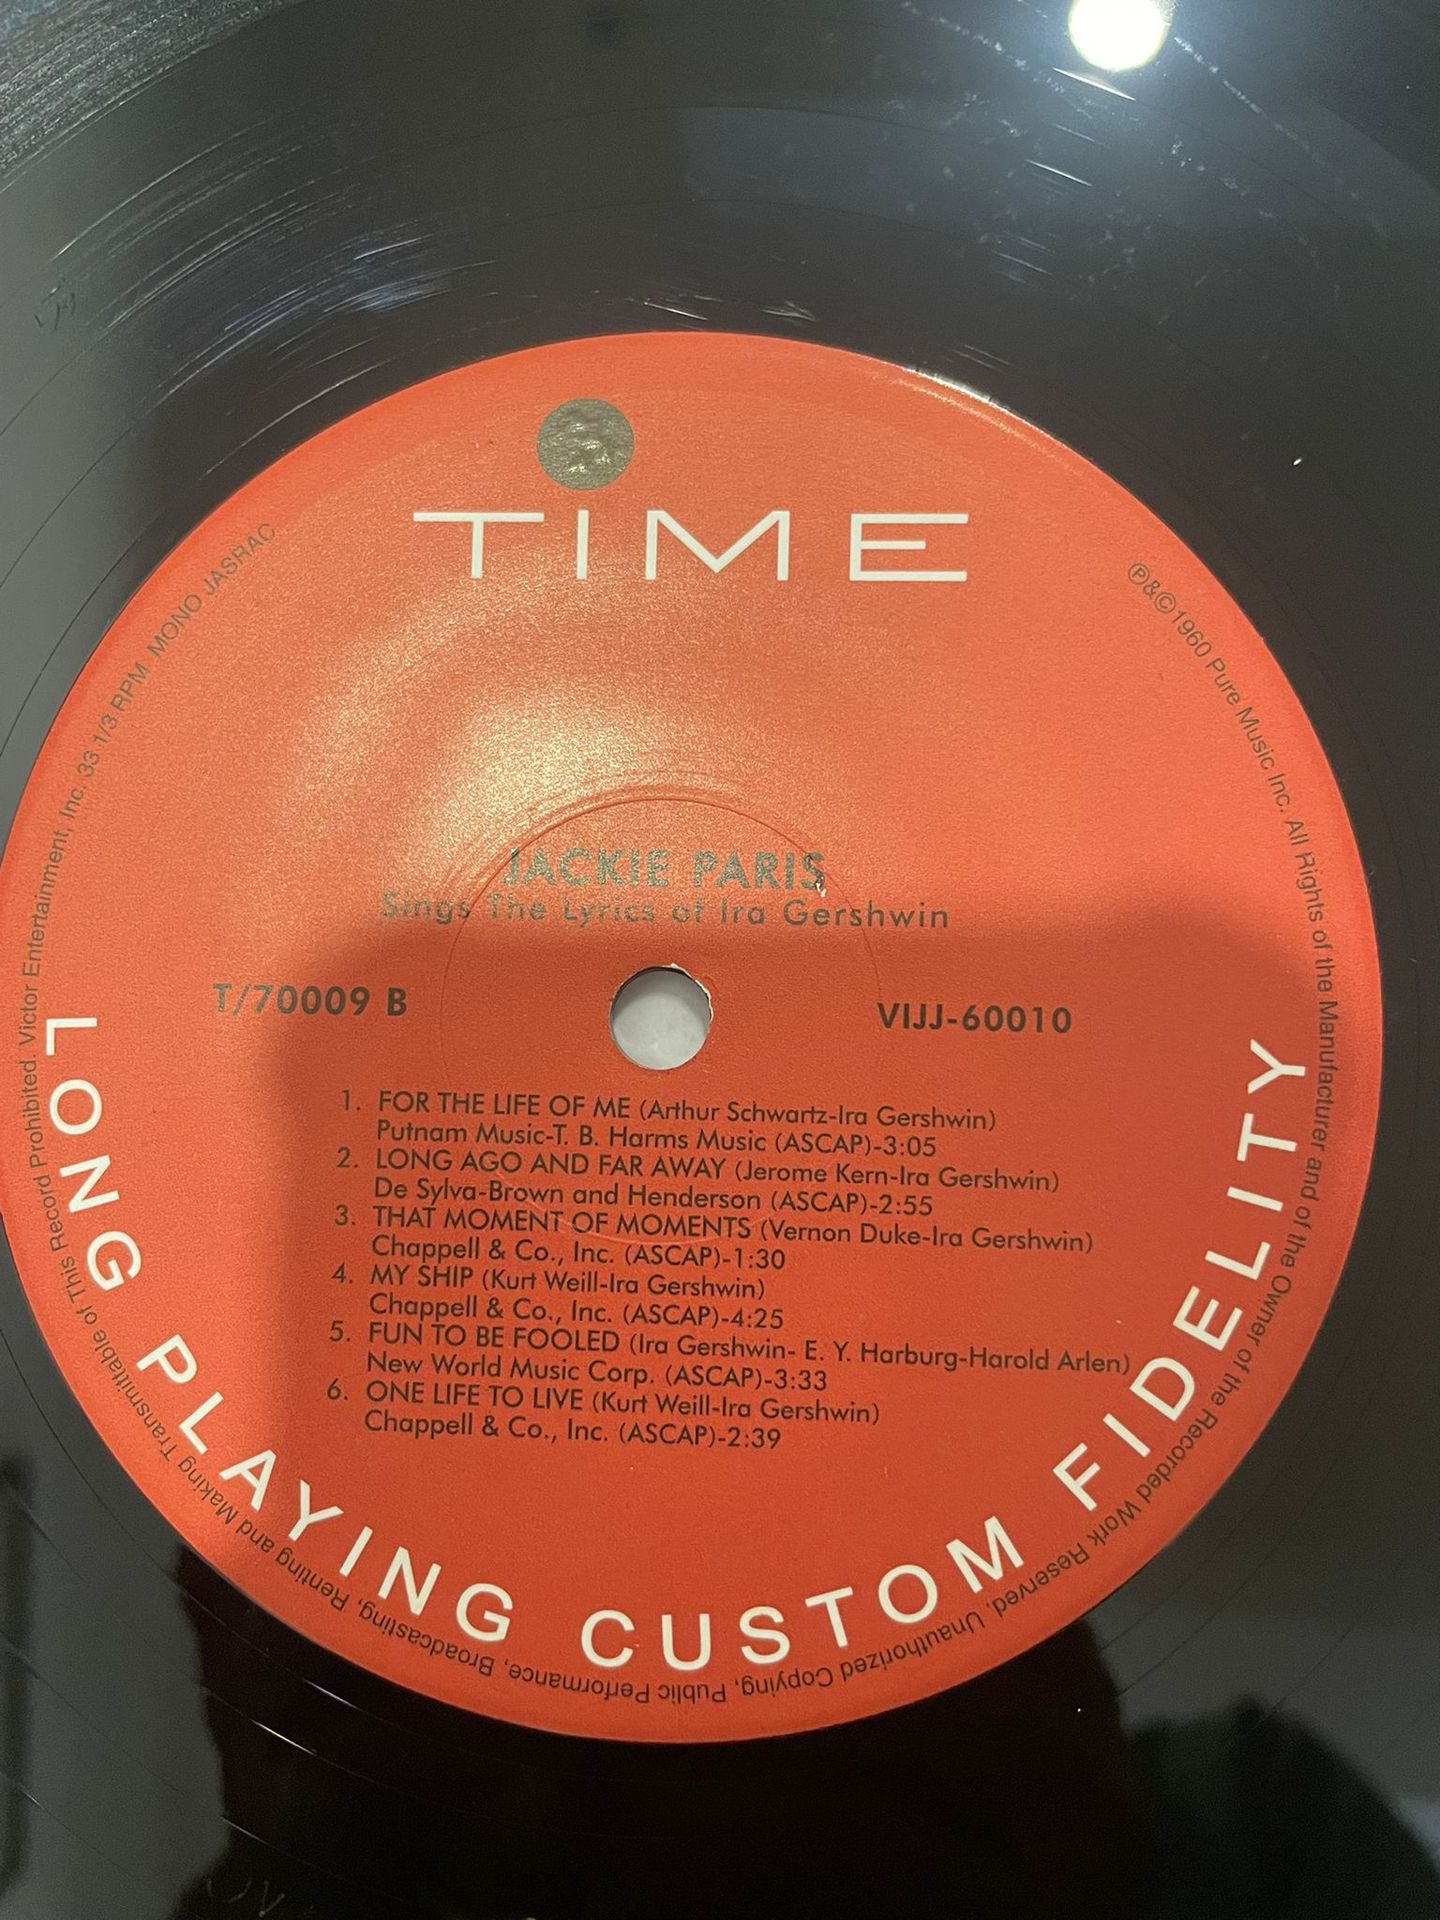 TIME
JACKIE PARIS
Sings The Lyrics of Ira Gershwin
T/70009 B
VIJJ-60010
1. FOR THE LIFE OF ME (Arthur Schwartz-Ira Gershwin)
Putnam Music-T. B. Harms Music (ASCAP)-3:05
2. LONG AGO AND FAR AWAY (Jerome Kern-Ira Gershwin)
De Sylva-Brown and Henderson (ASCAP)-2:55
3. THAT MOMENT OF MOMENTS (Vernon Duke-Ira Gershwin)
Chappell & Co., Inc. (ASCAP)-1:30
4. MY SHIP (Kurt Weill-Ira Gershwin)
Chappell & Co., Inc. (ASCAP)-4:25
5. FUN TO BE FOOLED (Ira Gershwin- E. Y. Harburg-Harold Arlen)
New World Music Corp. (ASCAP)-3:33
6. ONE LIFE TO LIVE (Kurt Weill-Ira Gershwin)
Chappell & Co., Inc. (ASCAP)-2:39
LONG PLAYING CUSTOM FIDELITY
Ⓟ&©1960 Pure Music Inc. All Rights of the Manufacturer and of the Owner of the Recorded Work Reserved. Unauthorized Copying, Public Performance, Broadcasting, Renting and Making Transmittable of This Record Prohibited. Victor Entertainment, Inc. 33 1/3 RPM MONO JASRAC